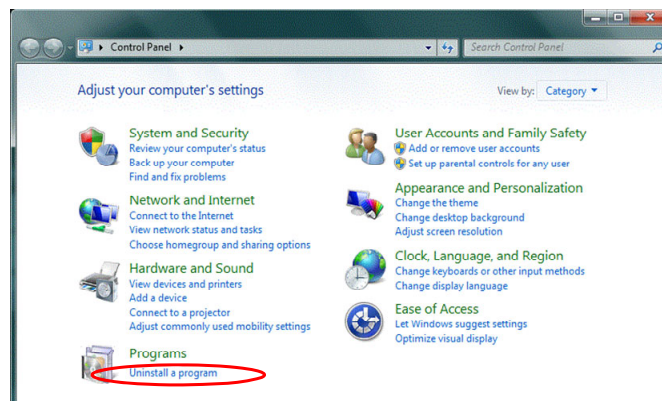 Control Panel
Search Control Panel
Adjust your computer's settings
View by: Category
System and Security
Review your computer's status
Back up your computer
Find and fix problems
Network and Internet
Connect to the Internet
View network status and tasks
Choose homegroup and sharing options
Hardware and Sound
View devices and printers
Add a device
Connect to a projector
Adjust commonly used mobility settings
Programs
Uninstall a program
User Accounts and Family Safety
Add or remove user accounts
Set up parental controls for any user
Appearance and Personalization
Change the theme
Change desktop background
Adjust screen resolution
Clock, Language, and Region
Change keyboards or other input methods
Change display language
Ease of Access
Let Windows suggest settings
Optimize visual display